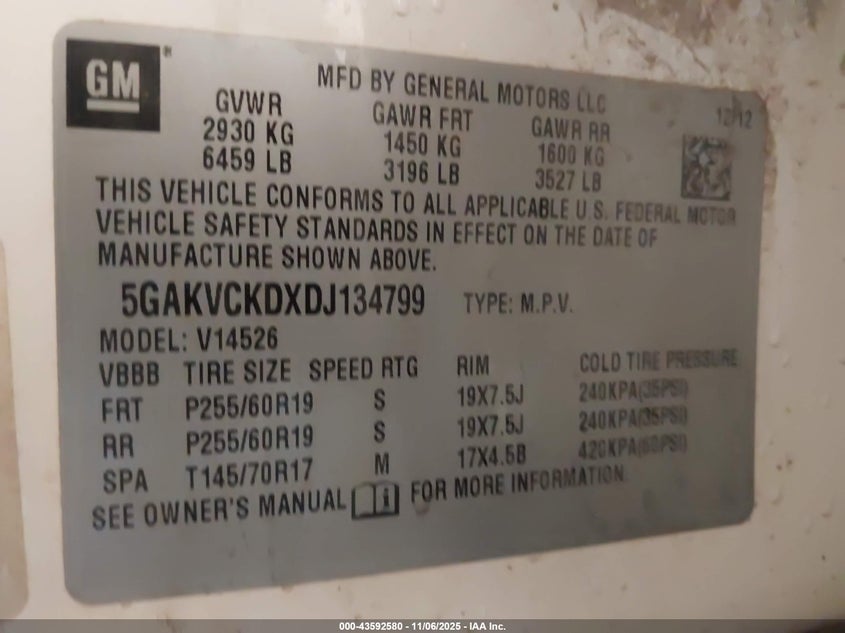 GM®
MFD BY GENERAL MOTORS LLC
12/12
GVWR GAWR FRT GAWR RR
2930 KG 1450 KG 1600 KG
6459 LB 3196 LB 3527 LB
THIS VEHICLE CONFORMS TO ALL APPLICABLE U.S. FEDERAL MOTOR
VEHICLE SAFETY STANDARDS IN EFFECT ON THE DATE OF
MANUFACTURE SHOWN ABOVE.
5GAKVCKDXDJ134799 TYPE: M.P.V.
MODEL: V14526
VBBB TIRE SIZE SPEED RTG RIM COLD TIRE PRESSURE
FRT P255/60R19 S 19X7.5J 240KPA(35PSI)
RR P255/60R19 S 19X7.5J 240KPA(35PSI)
SPA T145/70R17 M 17X4.5B 420KPA(60PSI)
SEE OWNER'S MANUAL FOR MORE INFORMATION.
000-43592580 - 11/06/2025 - IAA Inc.